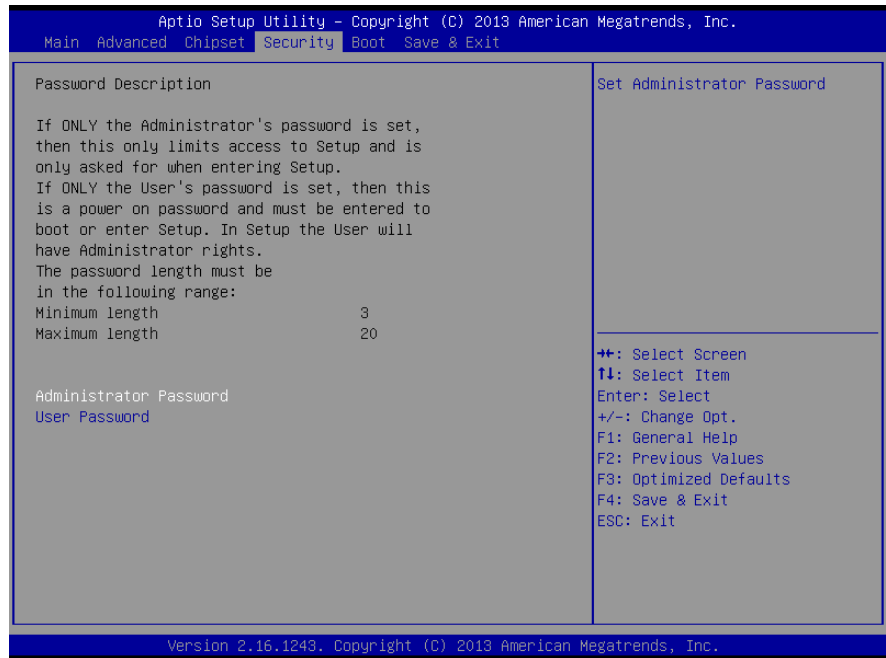 Aptio Setup Utility – Copyright (C) 2013 American Megatrends, Inc.
Main Advanced Chipset Security Boot Save & Exit
Password Description
If ONLY the Administrator's password is set,
then this only limits access to Setup and is
only asked for when entering Setup.
If ONLY the User's password is set, then this
is a power on password and must be entered to
boot or enter Setup. In Setup the User will
have Administrator rights.
The password length must be
in the following range:
Minimum length 3
Maximum length 20
Administrator Password
User Password
Set Administrator Password
→←: Select Screen
↑↓: Select Item
Enter: Select
+/-: Change Opt.
F1: General Help
F2: Previous Values
F3: Optimized Defaults
F4: Save & Exit
ESC: Exit
Version 2.16.1243. Copyright (C) 2013 American Megatrends, Inc.